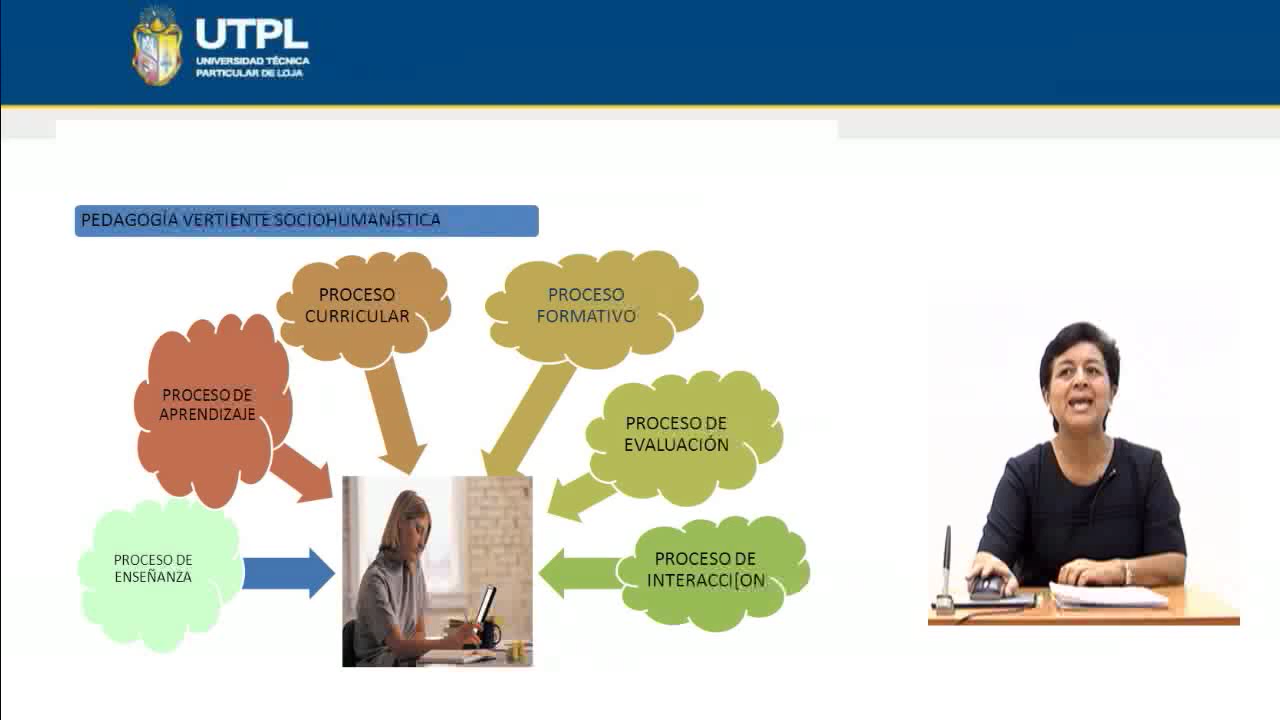 UTPL
UNIVERSIDAD TÉCNICA
PARTICULAR DE LOJA
PEDAGOGÍA VERTIENTE SOCIOHUMANÍSTICA
PROCESO
CURRICULAR
PROCESO
FORMATIVO
PROCESO DE
APRENDIZAJE
PROCESO DE
EVALUACIÓN
PROCESO DE
ENSEÑANZA
PROCESO DE
INTERACCI[ON